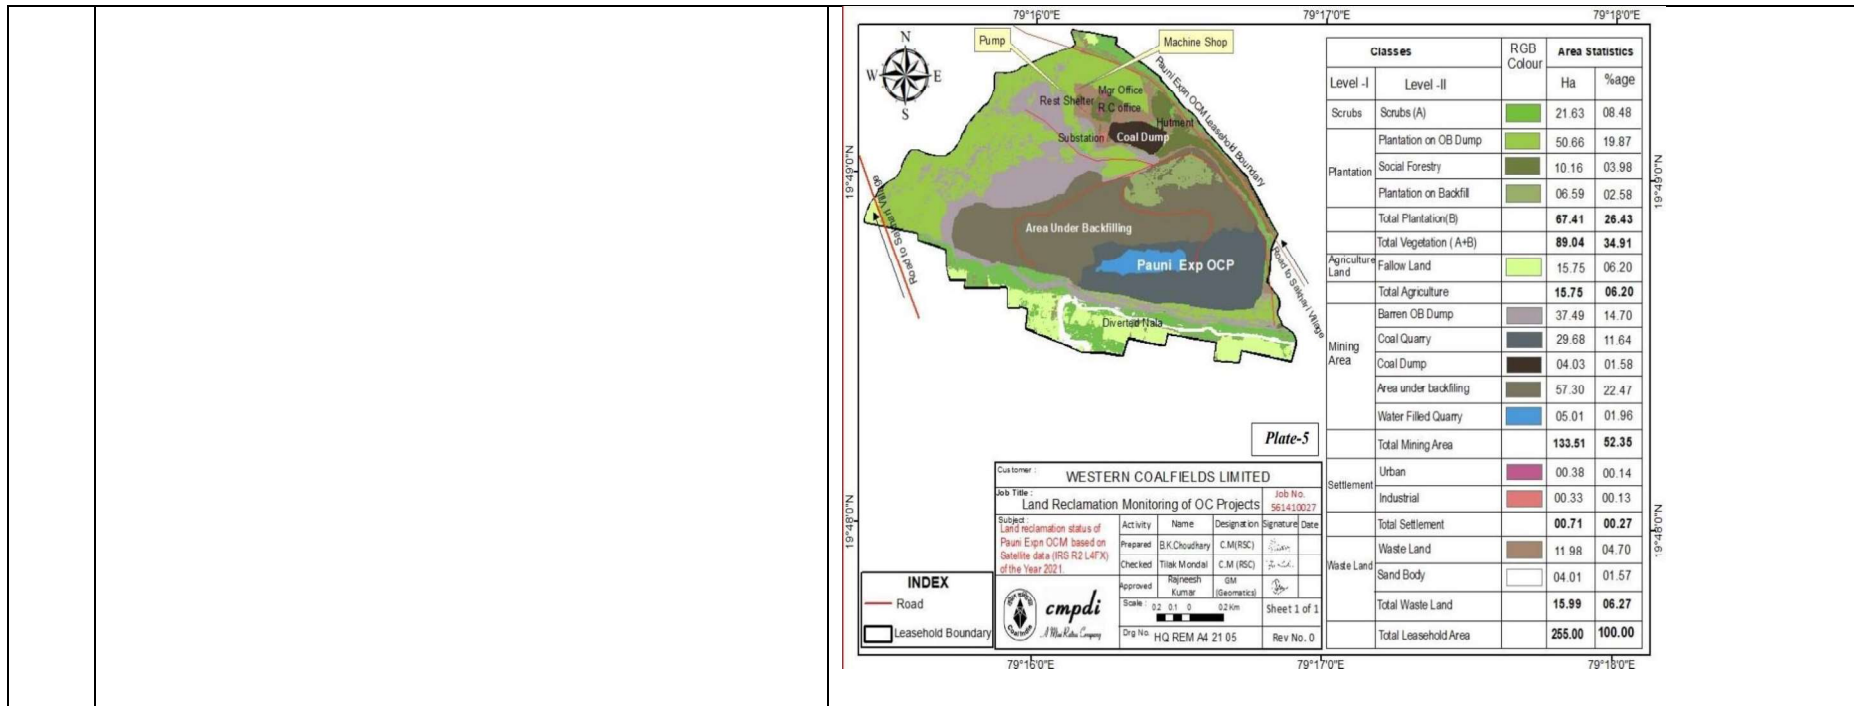 79°16'0"E 79°17'0"E 79°18'0"E
N
W E
S
Pump
Machine Shop
Pauni Expn OCM Leasehold Boundary
Mgr Office
Rest Shelter
R.C office
Hutment
Substation
Coal Dump
19°49'0"N
19°49'0"N
Area Under Backfilling
Pauni Exp OCP
Diverted Nala
Plate-5
19°48'0"N
19°48'0"N
Classes RGB Colour Area Statistics
Level -I Level -II Ha %age
Scrubs Scrubs (A) 21.63 08.48
Plantation
Plantation on OB Dump 50.66 19.87
Social Forestry 10.16 03.98
Plantation on Backfill 06.59 02.58
Total Plantation(B) 67.41 26.43
Total Vegetation ( A+B) 89.04 34.91
Agriculture Land Fallow Land 15.75 06.20
Total Agriculture 15.75 06.20
Mining Area
Barren OB Dump 37.49 14.70
Coal Quarry 29.68 11.64
Coal Dump 04.03 01.58
Area under backfiling 57.30 22.47
Water Filled Quarry 05.01 01.96
Total Mining Area 133.51 52.35
Settlement
Urban 00.38 00.14
Industrial 00.33 00.13
Total Settlement 00.71 00.27
Waste Land
Waste Land 11.98 04.70
Sand Body 04.01 01.57
Total Waste Land 15.99 06.27
Total Leasehold Area 255.00 100.00
Customer :
WESTERN COALFIELDS LIMITED
Job Title :
Land Reclamation Monitoring of OC Projects
Job No.
561410027
Subject :
Land reclamation status of
Pauni Expn OCM based on
Satellite data (IRS R2 L4FX)
of the Year 2021.
Activity Name Designation Signature Date
Prepared B.K.Choudhary C.M(RSC)
Checked Tilak Mondal C.M (RSC)
Approved Rajneesh Kumar GM (Geomatics)
Scale : 0.2 0.1 0 0.2 Km
Sheet 1 of 1
Drg No. HQ REM A4 21 05
Rev No. 0
cmpdi
A Mini Ratna Company
INDEX
Road
Leasehold Boundary
79°16'0"E 79°17'0"E 79°18'0"E